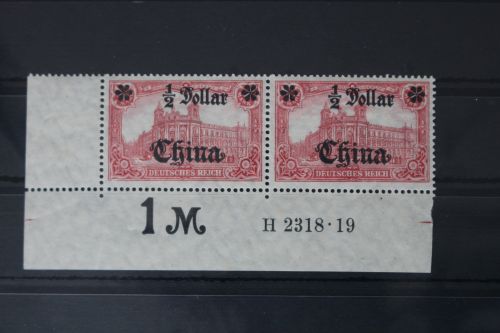 ½ Dollar ½ Dollar
China China
DEUTSCHES REICH DEUTSCHES REICH
1 M H 2318·19